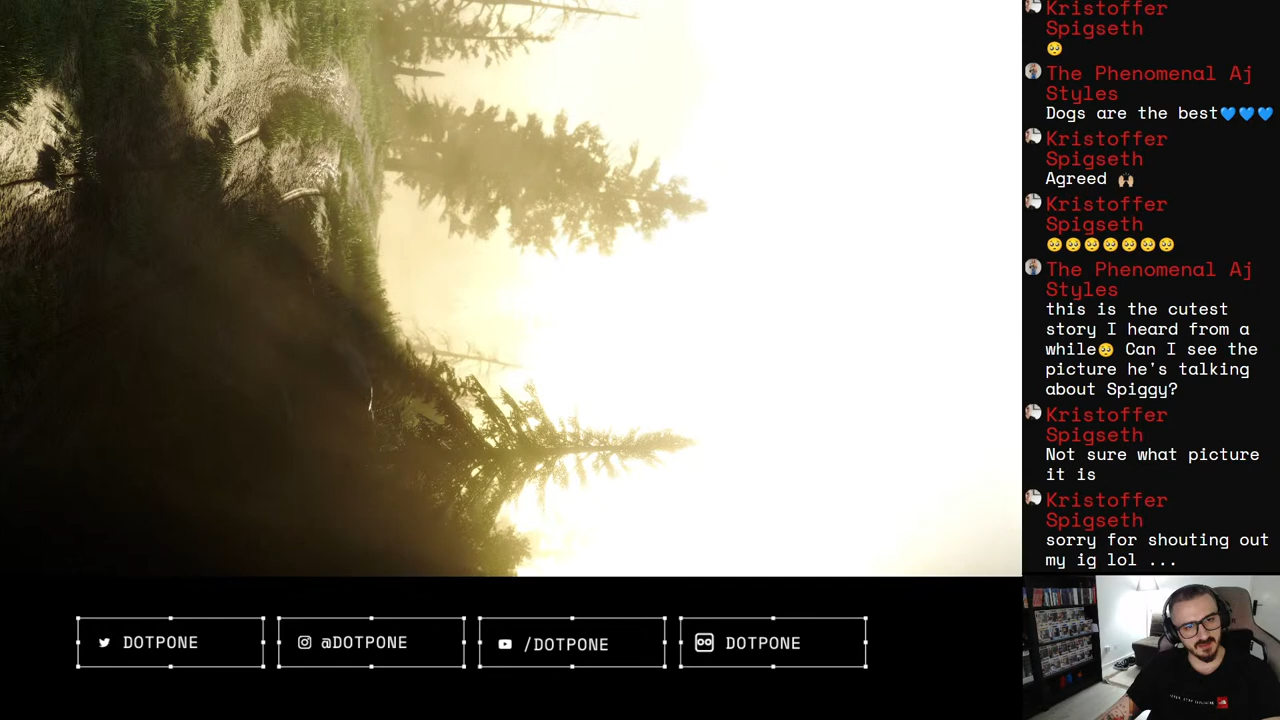 Kristoffer
Spigseth
🥺
The Phenomenal Aj
Styles
Dogs are the best💙💙💙
Kristoffer
Spigseth
Agreed 🙌🏼
Kristoffer
Spigseth
🥺🥺🥺🥺🥺🥺🥺
The Phenomenal Aj
Styles
this is the cutest
story I heard from a
while🥺 Can I see the
picture he's talking
about Spiggy?
Kristoffer
Spigseth
Not sure what picture
it is
Kristoffer
Spigseth
sorry for shouting out
my ig lol ...
DOTPONE
@DOTPONE
/DOTPONE
DOTPONE